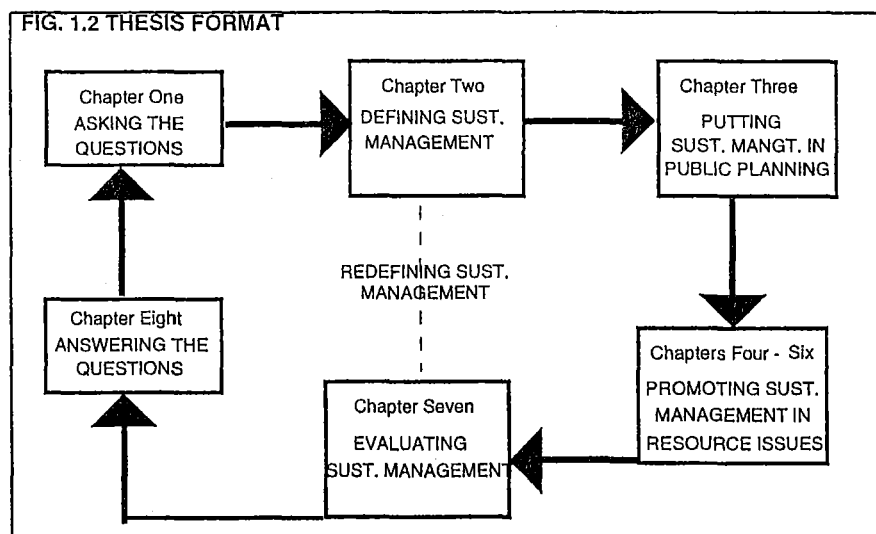 FIG. 1.2 THESIS FORMAT
Chapter One
ASKING THE
QUESTIONS
Chapter Two
DEFINING SUST.
MANAGEMENT
Chapter Three
PUTTING
SUST. MANGT. IN
PUBLIC PLANNING
REDEFINING SUST.
MANAGEMENT
Chapter Eight
ANSWERING THE
QUESTIONS
Chapter Seven
EVALUATING
SUST. MANAGEMENT
Chapters Four - Six
PROMOTING SUST.
MANAGEMENT IN
RESOURCE ISSUES